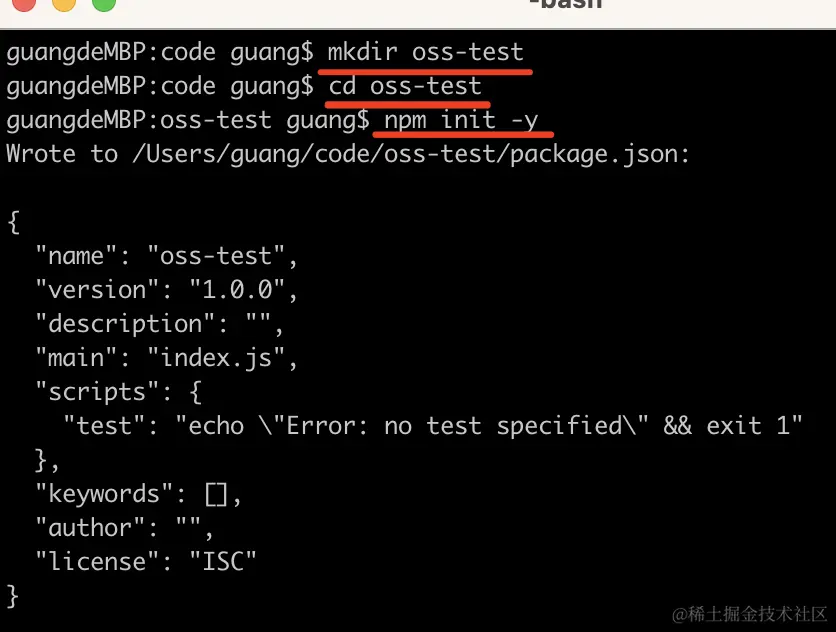 -bash
guangdeMBP:code guang$ mkdir oss-test
guangdeMBP:code guang$ cd oss-test
guangdeMBP:oss-test guang$ npm init -y
Wrote to /Users/guang/code/oss-test/package.json:
{
  "name": "oss-test",
  "version": "1.0.0",
  "description": "",
  "main": "index.js",
  "scripts": {
    "test": "echo \"Error: no test specified\" && exit 1"
  },
  "keywords": [],
  "author": "",
  "license": "ISC"
}
@稀土掘金技术社区